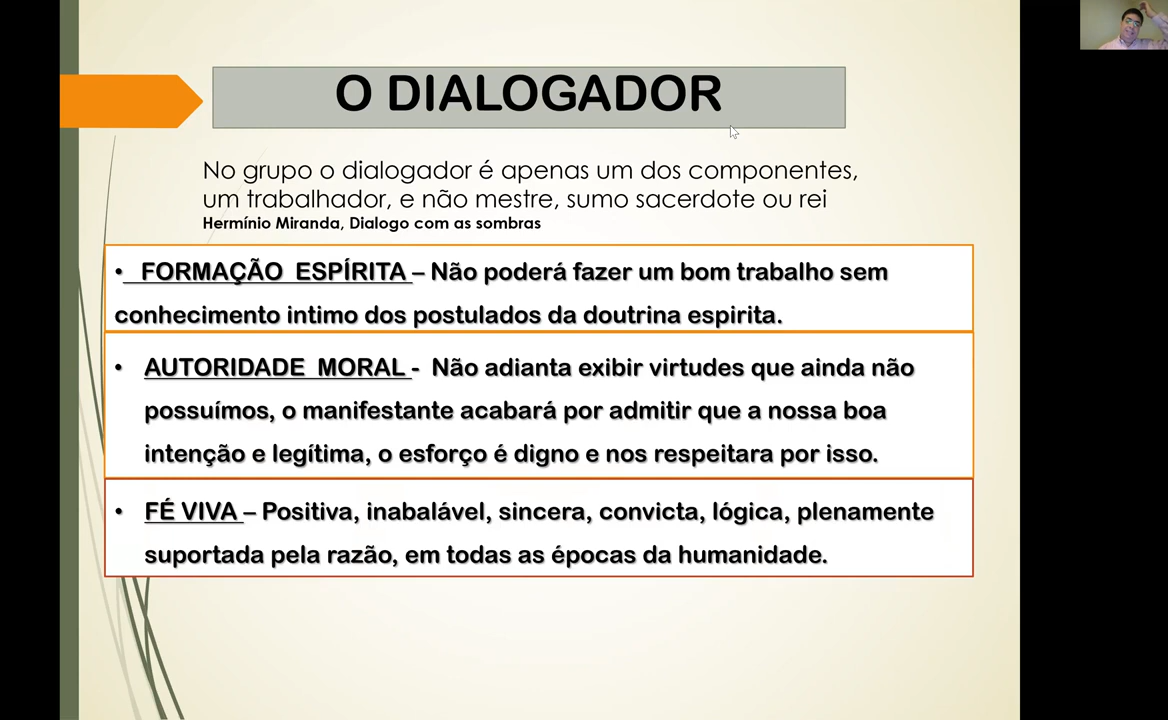 O DIALOGADOR
No grupo o dialogador é apenas um dos componentes,
um trabalhador, e não mestre, sumo sacerdote ou rei
Hermínio Miranda, Dialogo com as sombras
• FORMAÇÃO ESPÍRITA – Não poderá fazer um bom trabalho sem
conhecimento intimo dos postulados da doutrina espirita.
• AUTORIDADE MORAL - Não adianta exibir virtudes que ainda não
possuímos, o manifestante acabará por admitir que a nossa boa
intenção e legítima, o esforço é digno e nos respeitara por isso.
• FÉ VIVA – Positiva, inabalável, sincera, convicta, lógica, plenamente
suportada pela razão, em todas as épocas da humanidade.